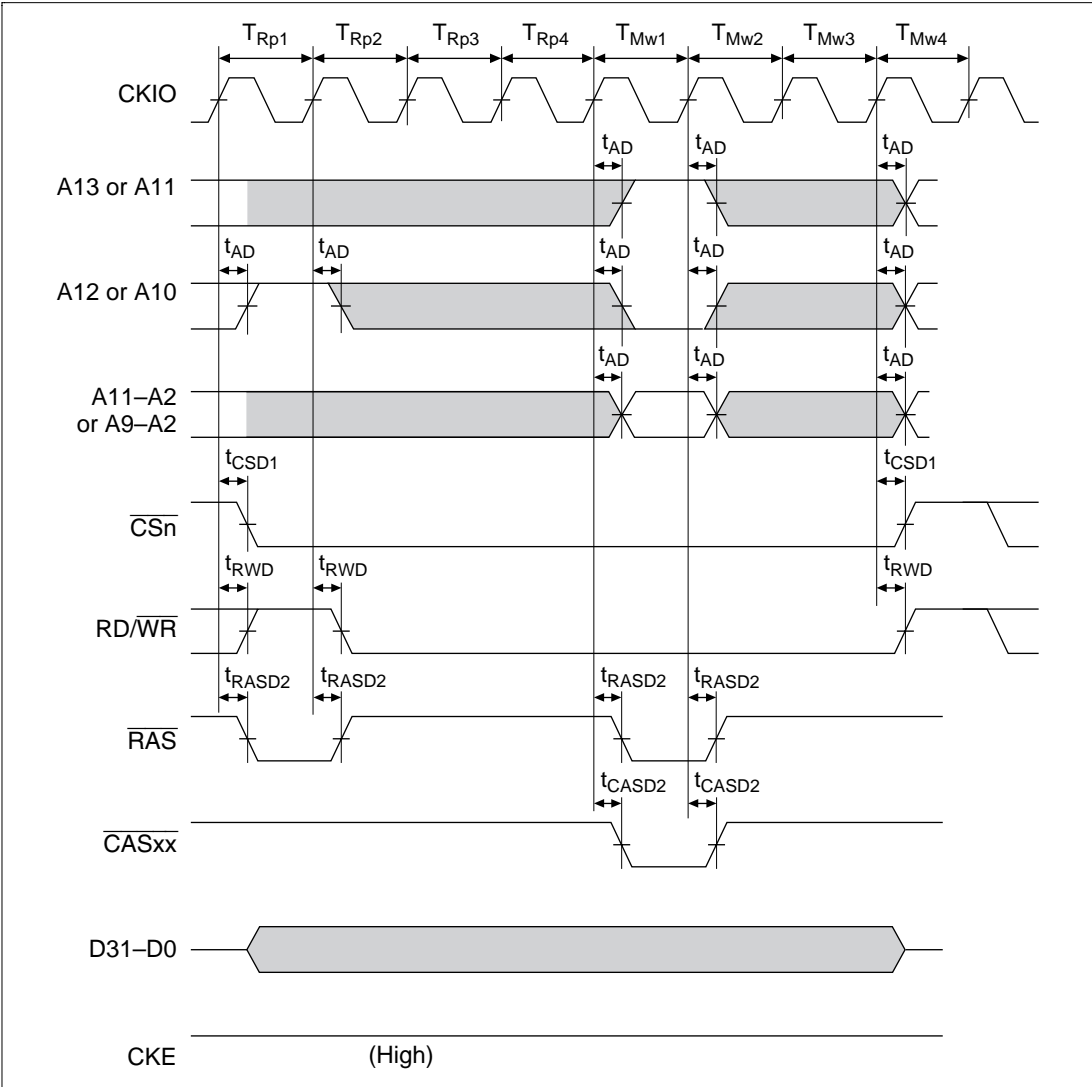 TRp1 TRp2 TRp3 TRp4 TMw1 TMw2 TMw3 TMw4
CKIO
tAD tAD tAD
A13 or A11
tAD tAD tAD tAD tAD
A12 or A10
tAD tAD tAD
A11–A2
or A9–A2
tCSD1 tCSD1
CSn
tRWD tRWD tRWD
RD/WR
tRASD2 tRASD2 tRASD2 tRASD2
RAS
tCASD2 tCASD2
CASxx
D31–D0
CKE (High)